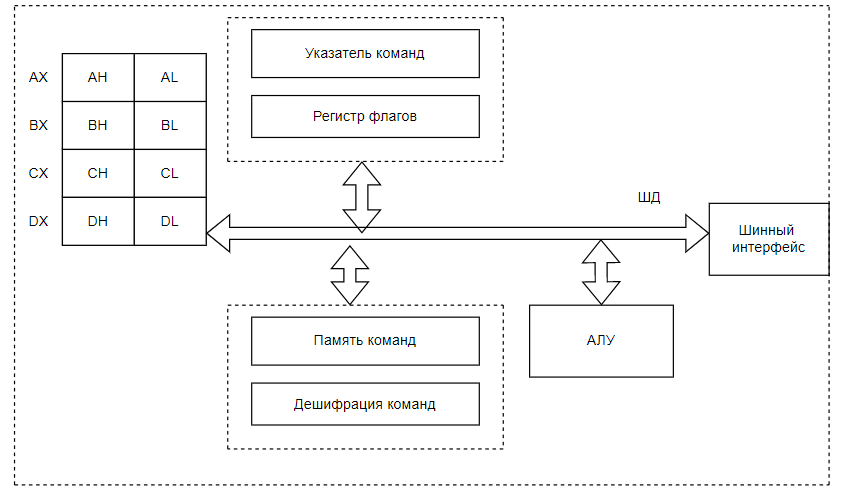 AX AH AL
BX BH BL
CX CH CL
DX DH DL
Указатель команд
Регистр флагов
ШД
Шинный
интерфейс
Память команд
Дешифрация команд
АЛУ